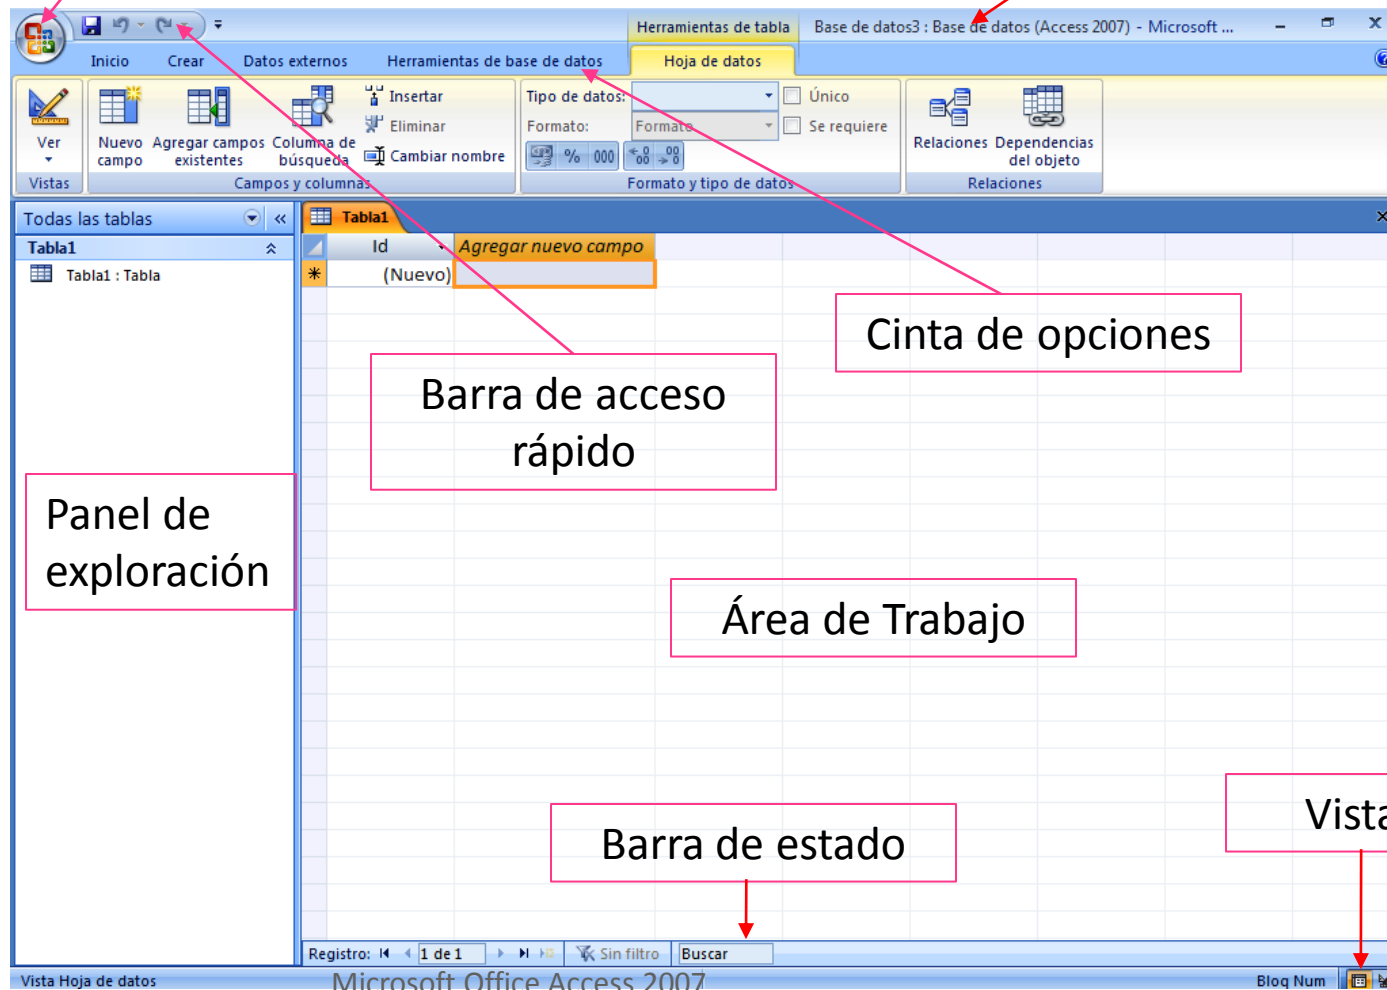 Herramientas de tabla
Base de datos3 : Base de datos (Access 2007) - Microsoft ...
Inicio Crear Datos externos Herramientas de base de datos Hoja de datos
Ver
Nuevo campo
Agregar campos existentes
Columna de búsqueda
Insertar
Eliminar
Cambiar nombre
Tipo de datos:
Formato: Formato
% 000
Único
Se requiere
Relaciones
Dependencias del objeto
Vistas
Campos y columnas
Formato y tipo de datos
Relaciones
Todas las tablas
Tabla1
Tabla1 : Tabla
Tabla1
Id Agregar nuevo campo
(Nuevo)
Cinta de opciones
Barra de acceso
rápido
Panel de
exploración
Área de Trabajo
Barra de estado
Vista
Registro: 1 de 1 Sin filtro Buscar
Vista Hoja de datos
Microsoft Office Access 2007
Bloq Num